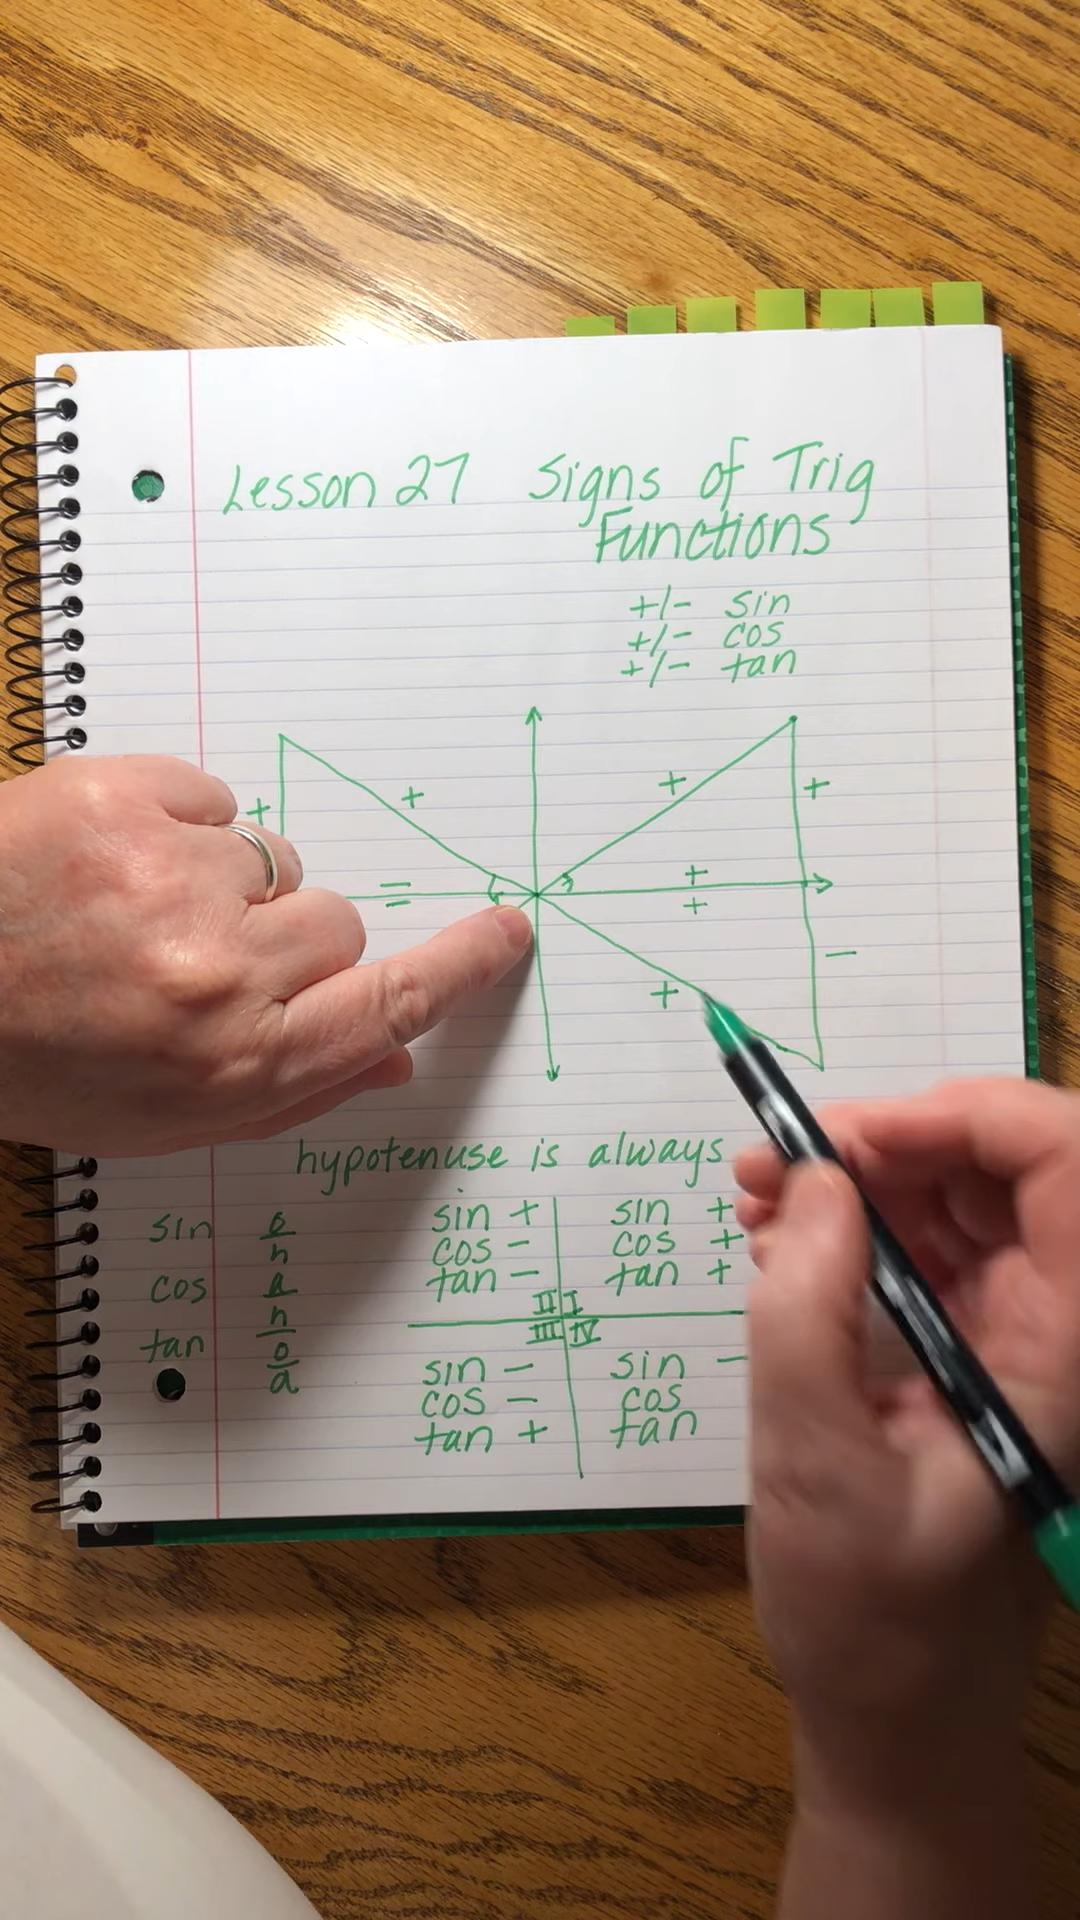 Lesson 27 Signs of Trig
Functions
+/- sin
+/- cos
+/- tan
+ + + +
= + +
+ -
hypotenuse is always
sin o/h
cos a/h
tan o/a
sin + sin +
cos - cos +
tan - tan +
II I
III IV
sin - sin -
cos - cos
tan + tan